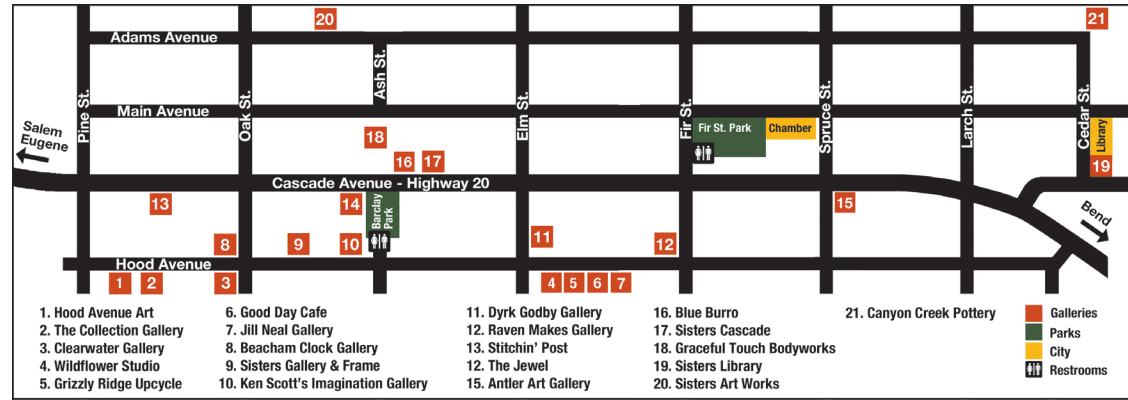 20
21
Adams Avenue
Ash St.
Main Avenue
Pine St.
Oak St.
Elm St.
Fir St.
Spruce St.
Larch St.
Cedar St.
Salem
Eugene
Fir St. Park
Chamber
Library
18
16
17
19
Cascade Avenue - Highway 20
13
14
Barclay
Park
15
Bend
8
9
10
11
12
Hood Avenue
1
2
3
4
5
6
7
1. Hood Avenue Art
2. The Collection Gallery
3. Clearwater Gallery
4. Wildflower Studio
5. Grizzly Ridge Upcycle
6. Good Day Cafe
7. Jill Neal Gallery
8. Beacham Clock Gallery
9. Sisters Gallery & Frame
10. Ken Scott's Imagination Gallery
11. Dyrk Godby Gallery
12. Raven Makes Gallery
13. Stitchin' Post
12. The Jewel
15. Antler Art Gallery
16. Blue Burro
17. Sisters Cascade
18. Graceful Touch Bodyworks
19. Sisters Library
20. Sisters Art Works
21. Canyon Creek Pottery
Galleries
Parks
City
Restrooms